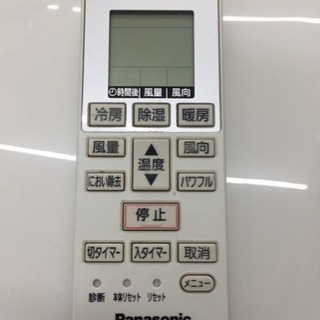 時間後 風量 風向
冷房 除湿 暖房
風量 温度 風向
におい除去 パワフル
停止
切タイマー 入タイマー 取消
メニュー
診断 本体リセット リセット
Panasonic